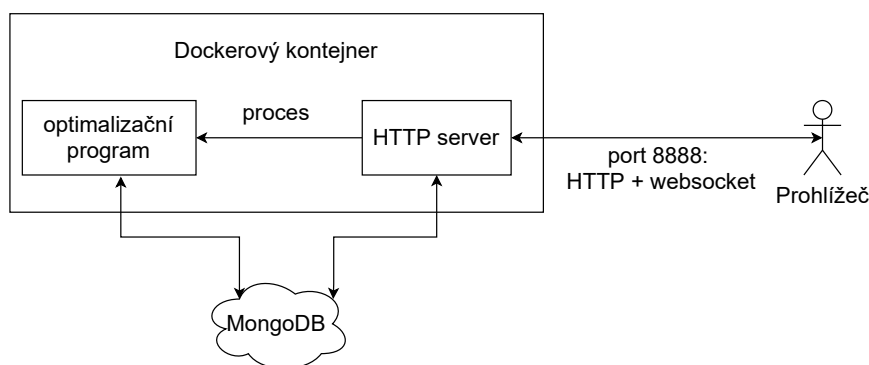 Dockerový kontejner
optimalizační
program
proces
HTTP server
port 8888:
HTTP + websocket
Prohlížeč
MongoDB